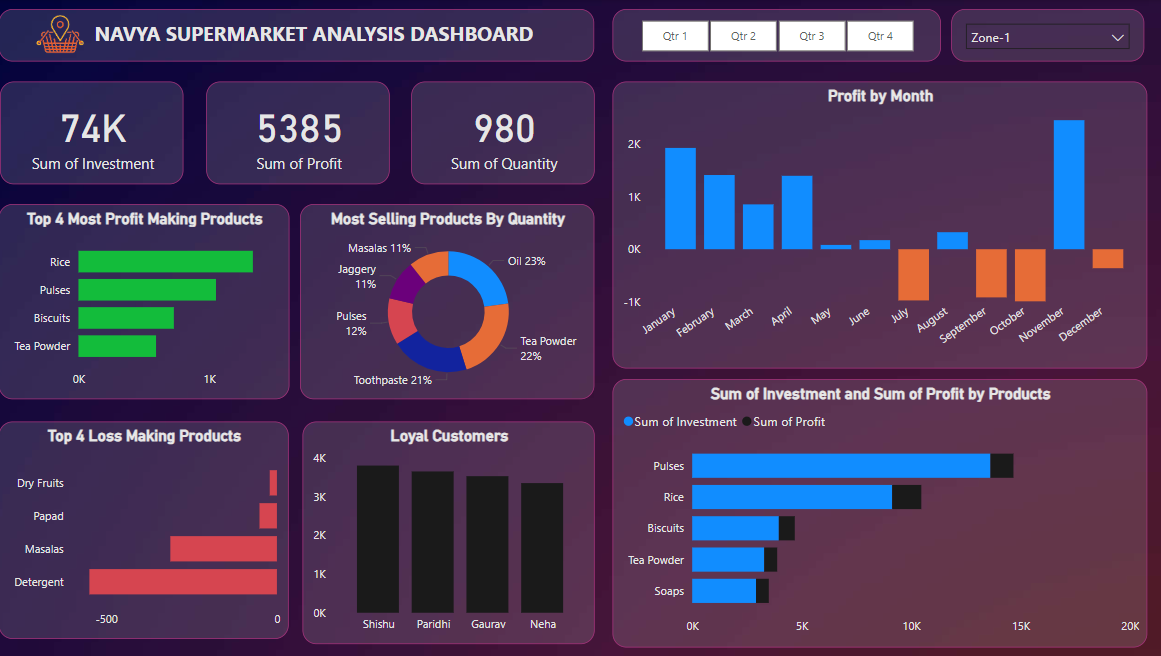 NAVYA SUPERMARKET ANALYSIS DASHBOARD
Qtr 1 Qtr 2 Qtr 3 Qtr 4
Zone-1
74K
Sum of Investment
5385
Sum of Profit
980
Sum of Quantity
Profit by Month
2K
1K
0K
-1K
January February March April May June July August September October November December
Top 4 Most Profit Making Products
Rice
Pulses
Biscuits
Tea Powder
0K 1K
Most Selling Products By Quantity
Masalas 11%
Oil 23%
Jaggery
11%
Pulses
12%
Tea Powder
22%
Toothpaste 21%
Sum of Investment and Sum of Profit by Products
Sum of Investment Sum of Profit
Pulses
Rice
Biscuits
Tea Powder
Soaps
0K 5K 10K 15K 20K
Top 4 Loss Making Products
Dry Fruits
Papad
Masalas
Detergent
-500 0
Loyal Customers
4K
3K
2K
1K
0K
Shishu Paridhi Gaurav Neha